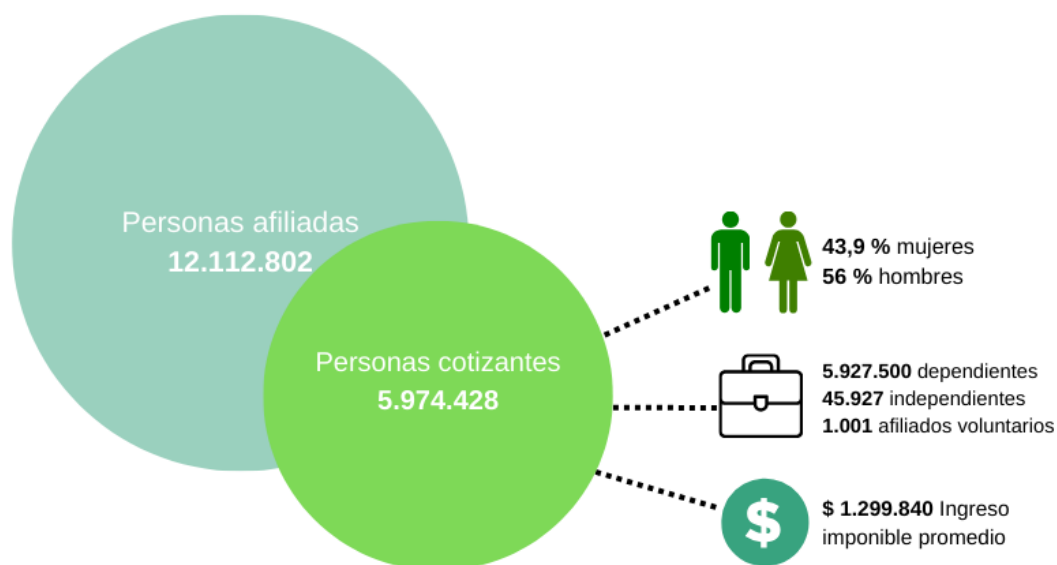 Personas afiliadas
12.112.802
Personas cotizantes
5.974.428
43,9 % mujeres
56 % hombres
5.927.500 dependientes
45.927 independientes
1.001 afiliados voluntarios
$
$ 1.299.840 Ingreso
imponible promedio